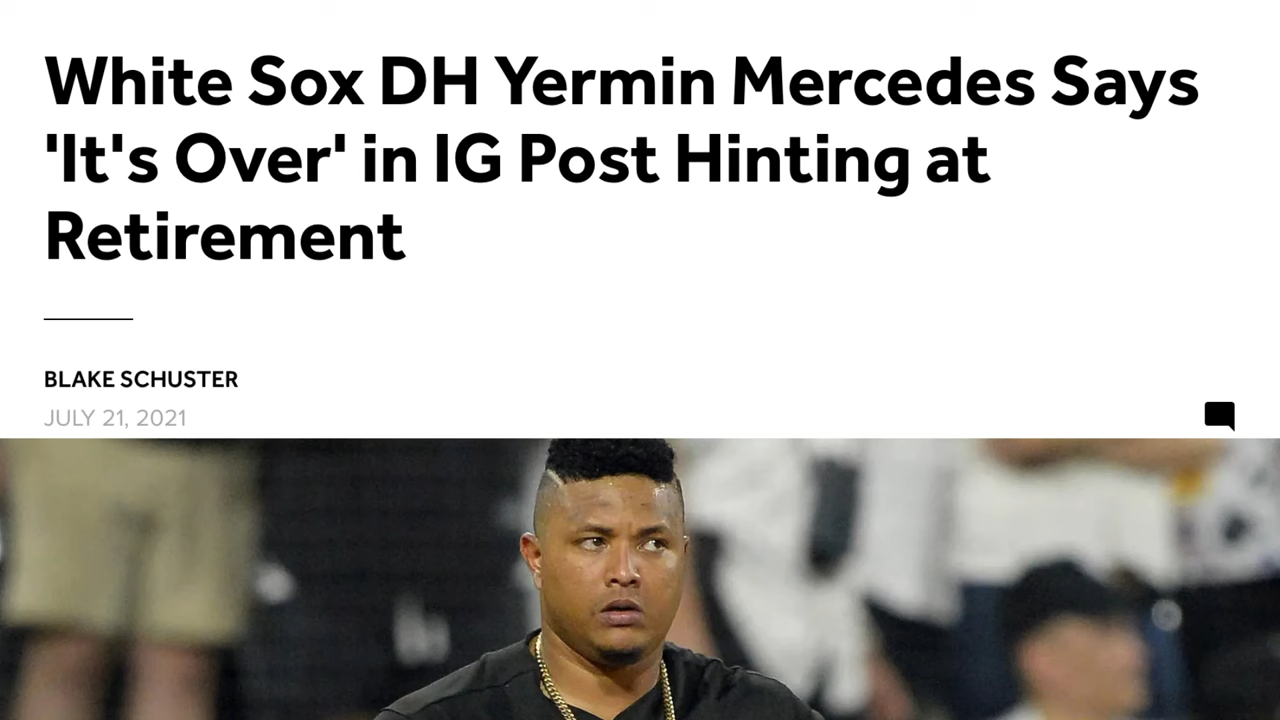 White Sox DH Yermin Mercedes Says
'It's Over' in IG Post Hinting at
Retirement
BLAKE SCHUSTER
JULY 21, 2021